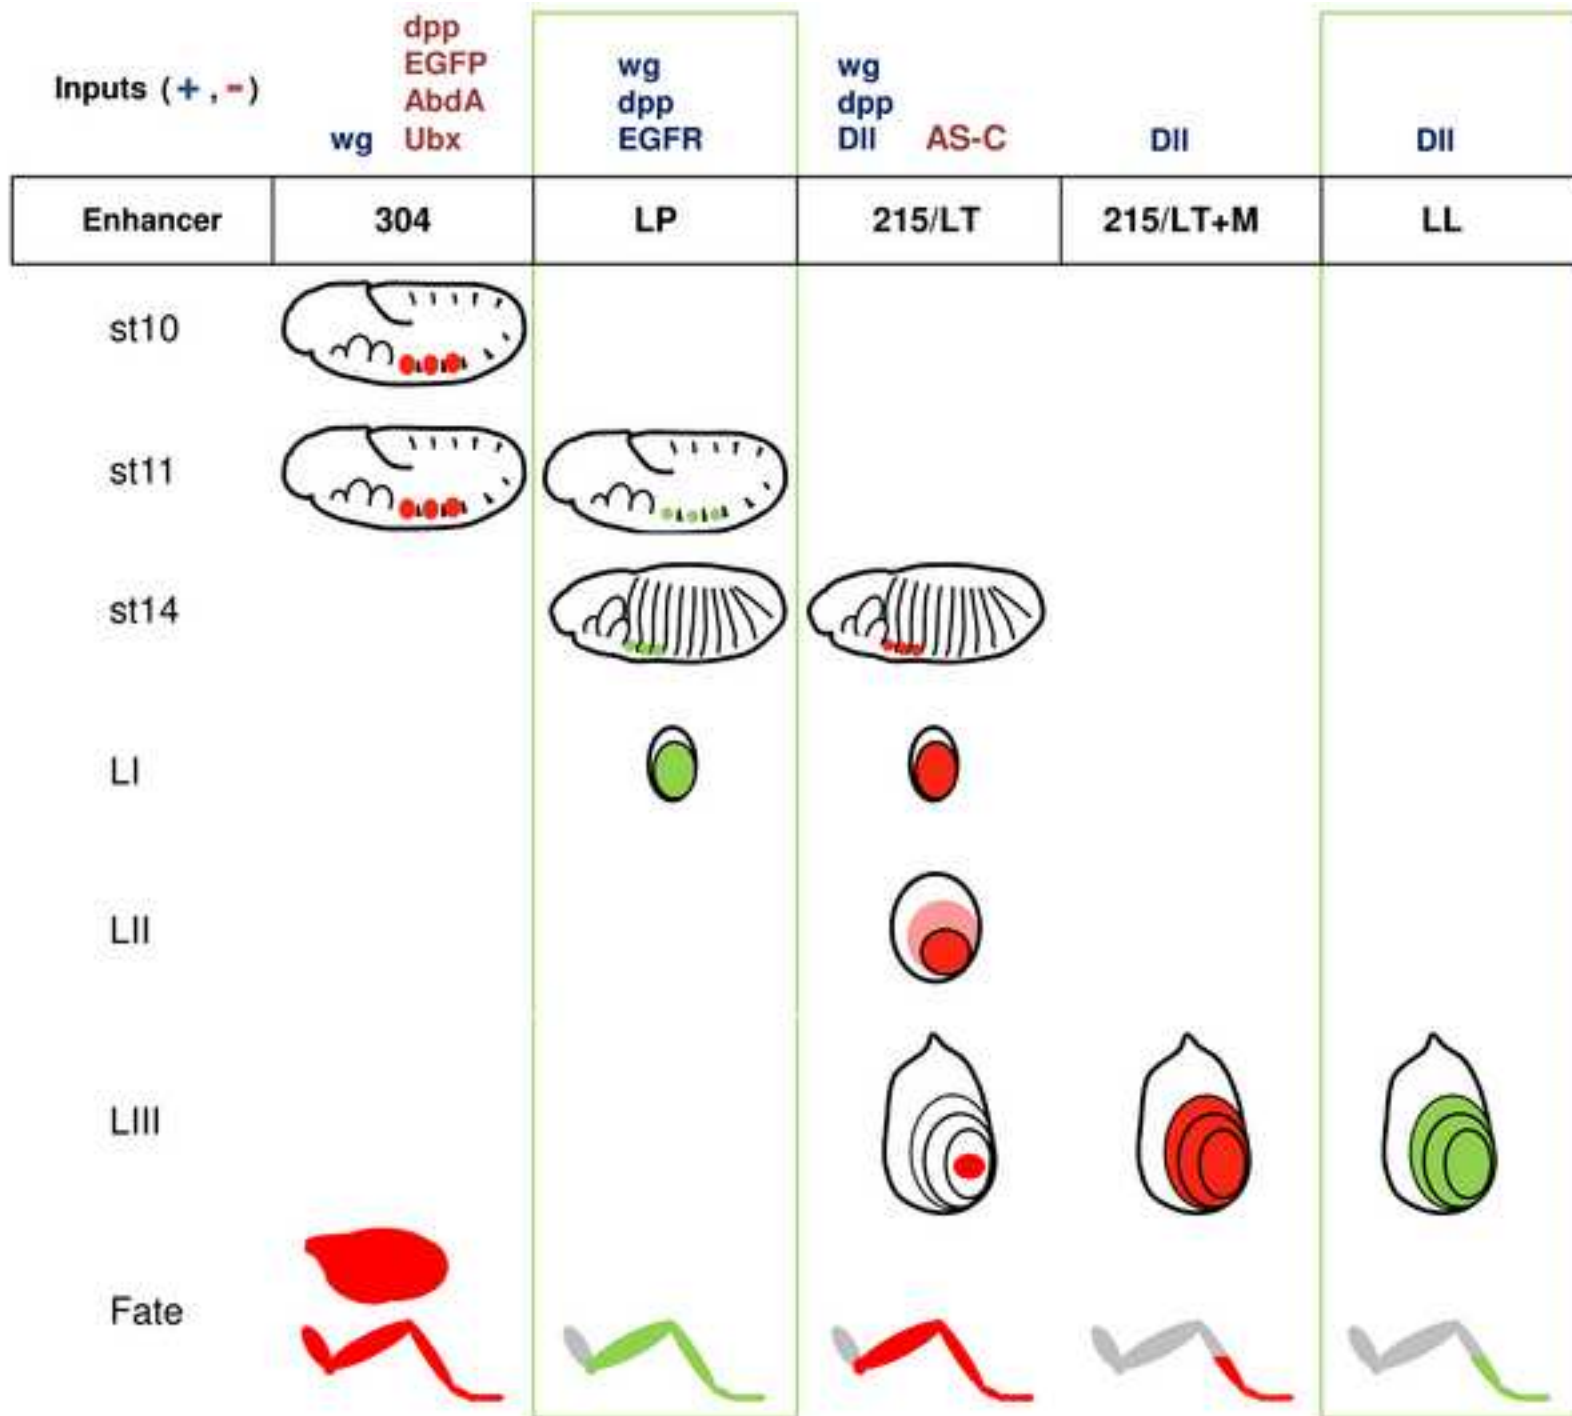 dpp
EGFP
AbdA
Inputs (+,-) wg Ubx
wg
dpp
EGFR
wg
dpp
Dll AS-C
Dll
Dll
Enhancer 304 LP 215/LT 215/LT+M LL
st10
st11
st14
LI
LII
LIII
Fate